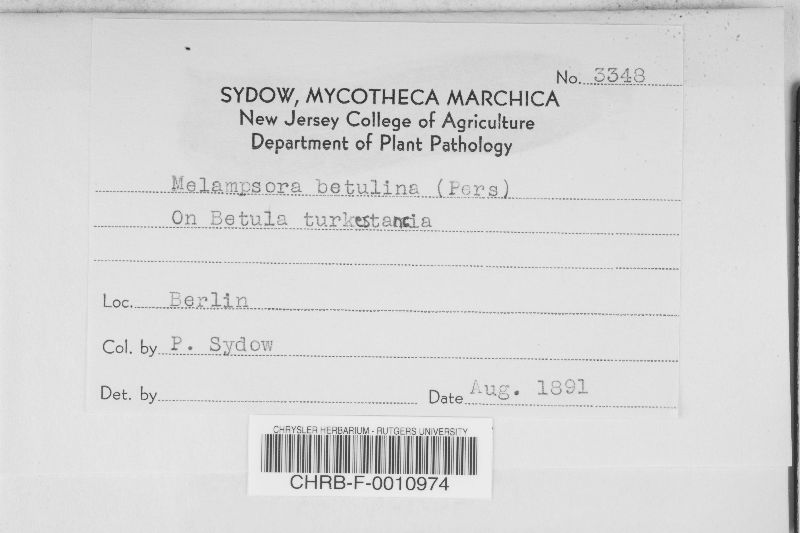 No. 3348
SYDOW, MYCOTHECA MARCHICA
New Jersey College of Agriculture
Department of Plant Pathology
Melampsora betulina (Pers)
On Betula turkestancia
Loc. Berlin
Col. by P. Sydow
Det. by
Date Aug. 1891
CHRYSLER HERBARIUM - RUTGERS UNIVERSITY
CHRB-F-0010974